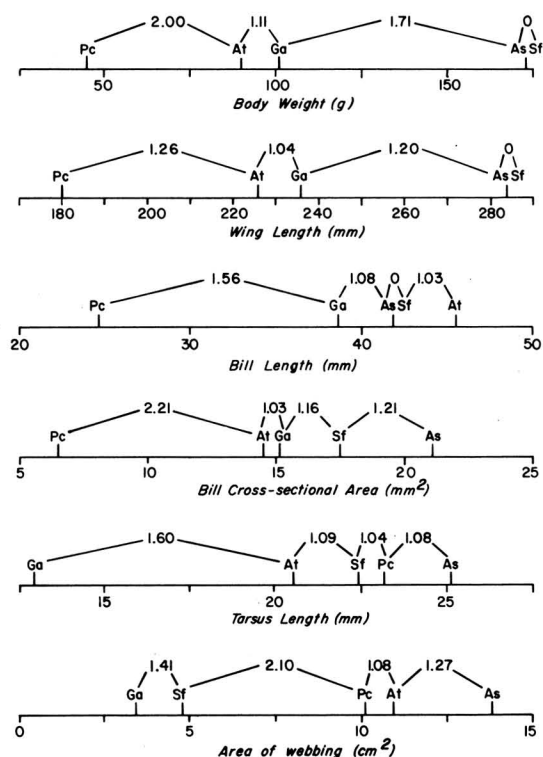 2.00 1.11 1.71 0
Pc At Ga As Sf
50 100 150
Body Weight (g)
1.26 1.04 1.20 0
Pc At Ga As Sf
180 200 220 240 260 280
Wing Length (mm)
1.56 1.08 0 1.03
Pc Ga As Sf At
20 30 40 50
Bill Length (mm)
2.21 1.03 1.16 1.21
Pc At Ga Sf As
5 10 15 20 25
Bill Cross-sectional Area (mm²)
1.60 1.09 1.04 1.08
Ga At Sf Pc As
15 20 25
Tarsus Length (mm)
1.41 2.10 1.08 1.27
Ga Sf Pc At As
0 5 10 15
Area of webbing (cm²)